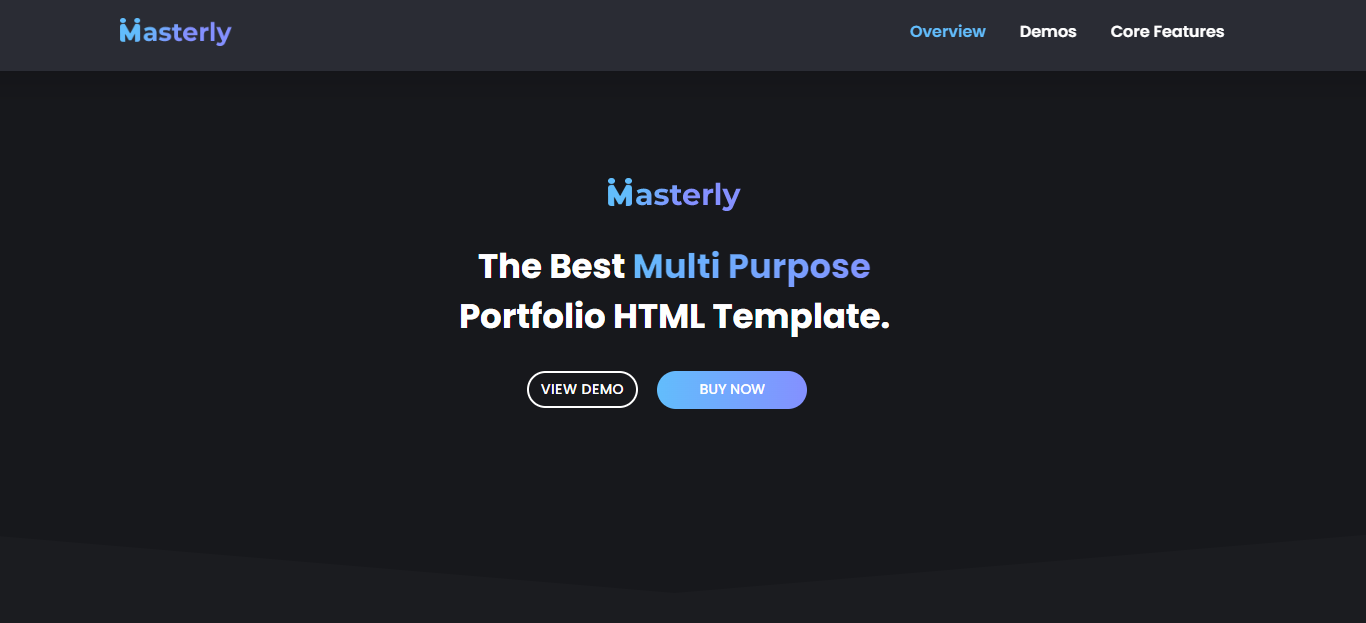 Masterly
Overview
Demos
Core Features
Masterly
The Best Multi Purpose
Portfolio HTML Template.
VIEW DEMO
BUY NOW